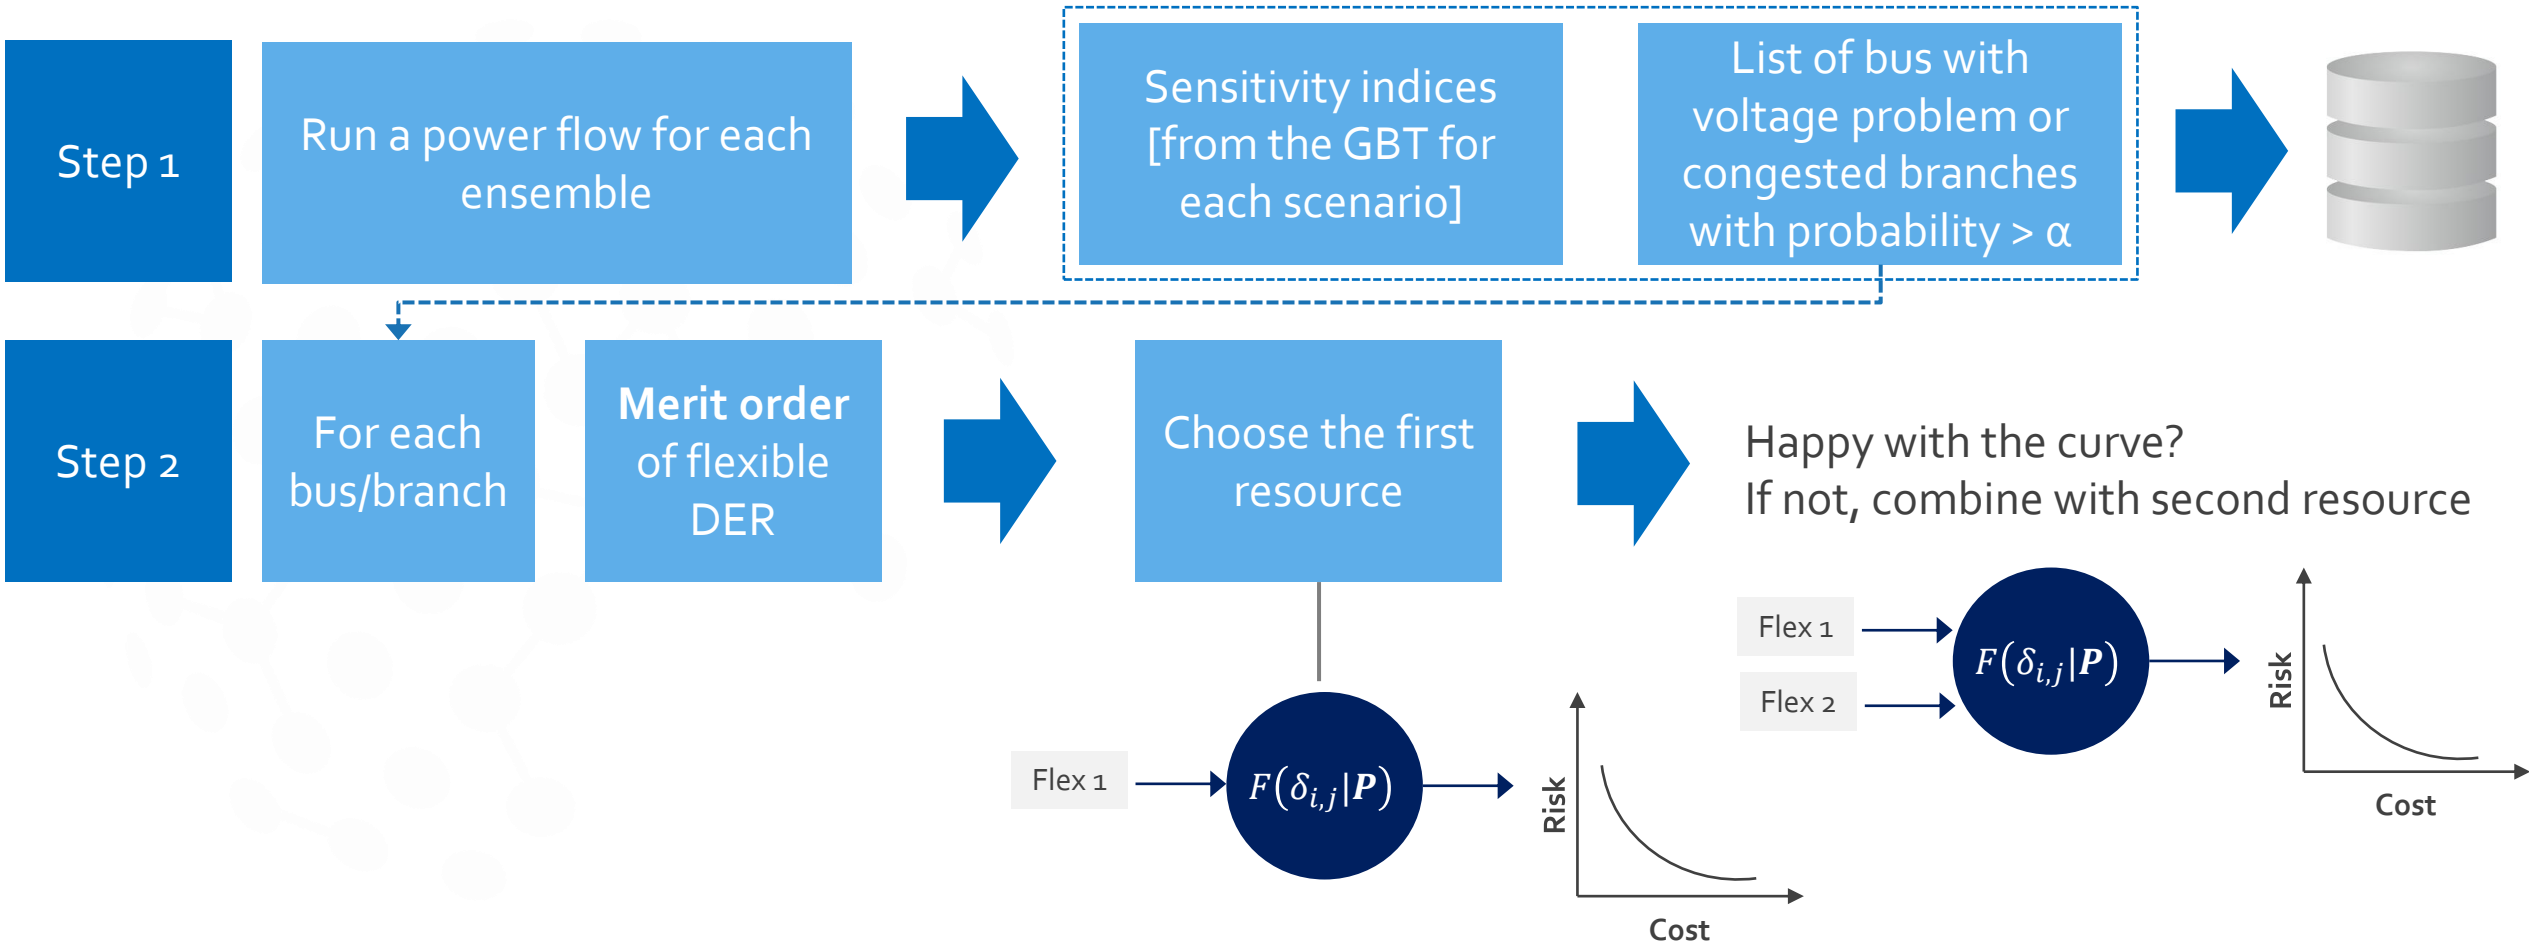 Step 1
Run a power flow for each
ensemble
Sensitivity indices
[from the GBT for
each scenario]
List of bus with
voltage problem or
congested branches
with probability > α
Step 2
For each
bus/branch
Merit order
of flexible
DER
Choose the first
resource
Happy with the curve?
If not, combine with second resource
Flex 1
F(δ_{i,j}|P)
Risk
Cost
Flex 1
Flex 2
F(δ_{i,j}|P)
Risk
Cost